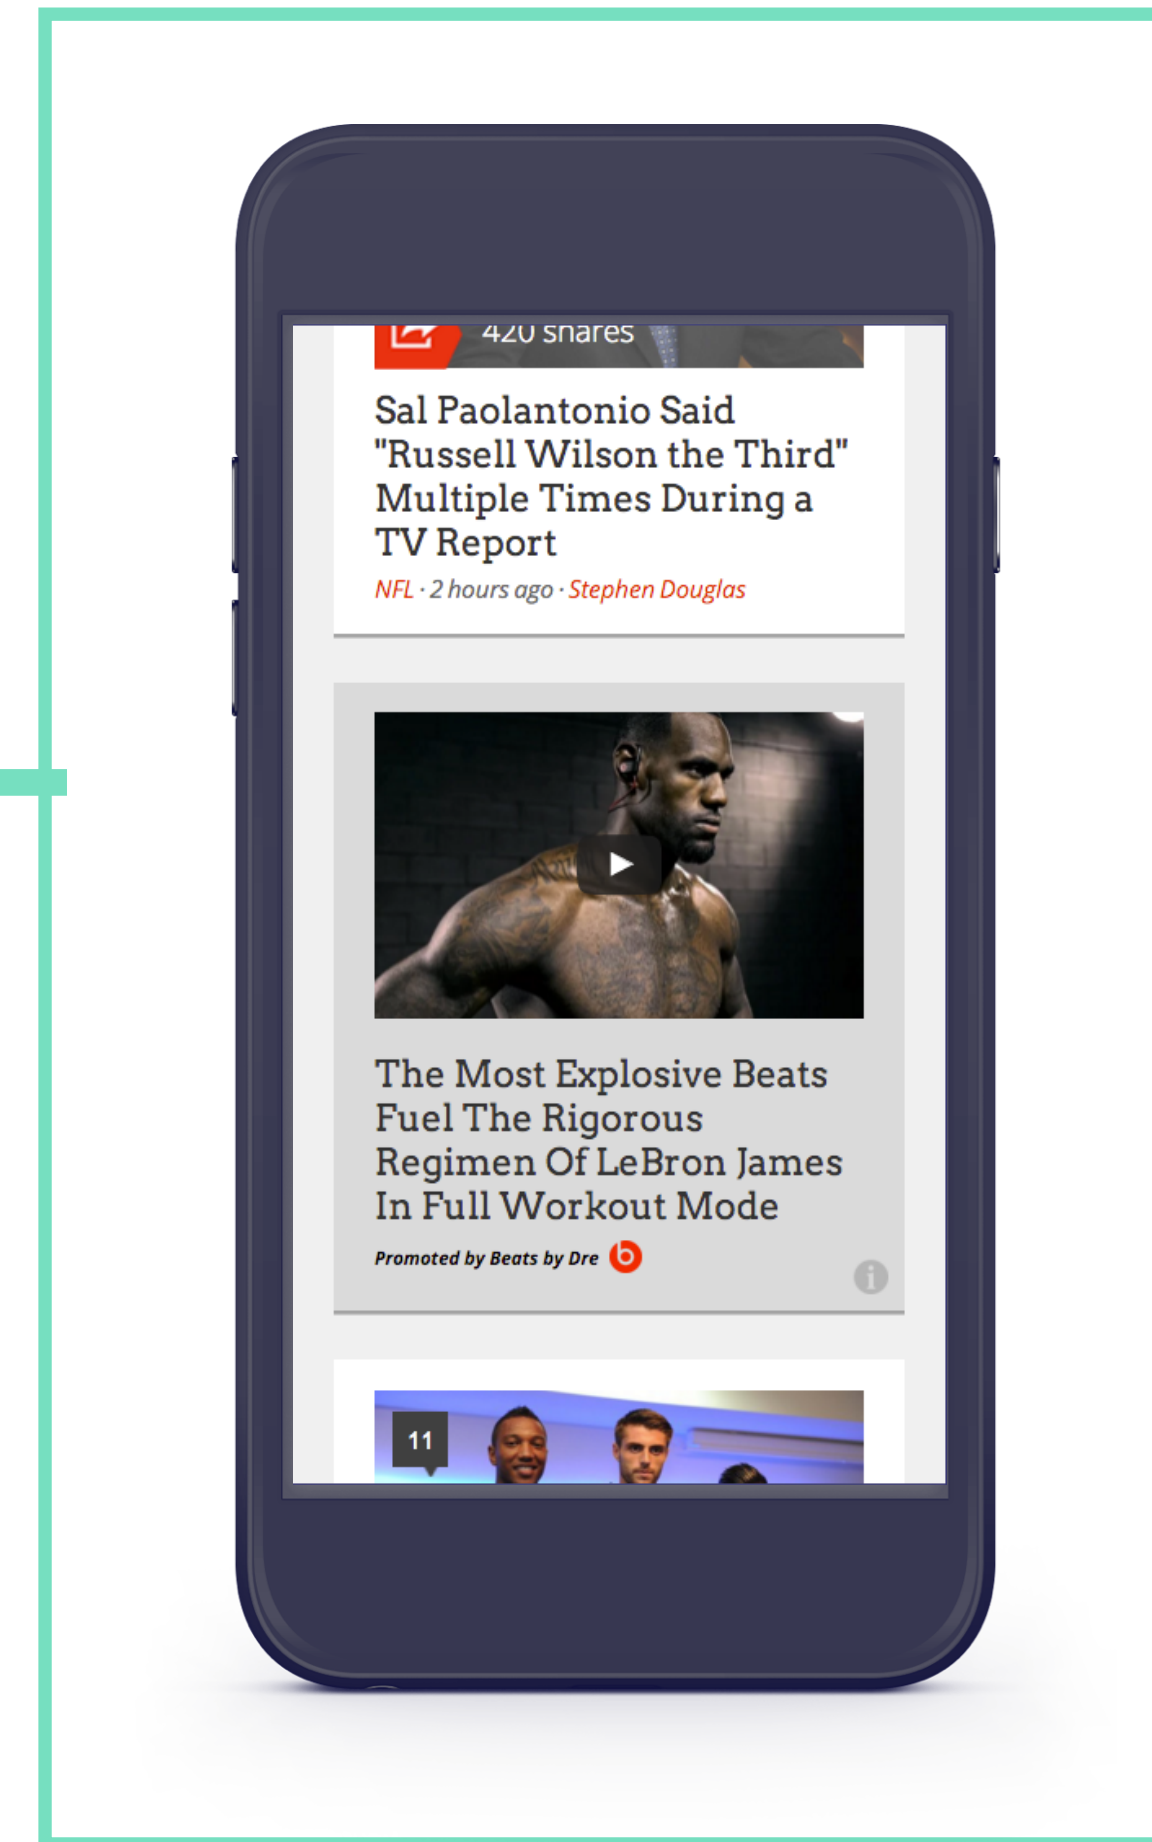 420 shares
Sal Paolantonio Said
"Russell Wilson the Third"
Multiple Times During a
TV Report
NFL · 2 hours ago · Stephen Douglas
The Most Explosive Beats
Fuel The Rigorous
Regimen Of LeBron James
In Full Workout Mode
Promoted by Beats by Dre b
i
11